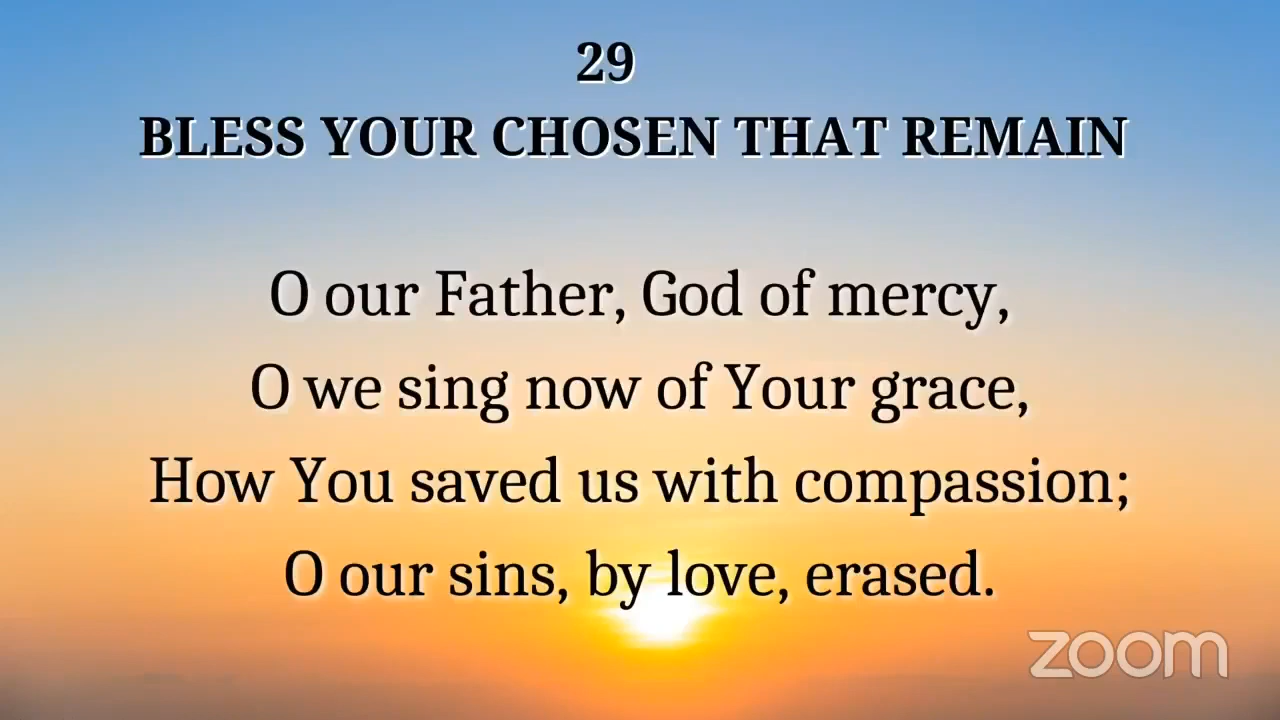 29
BLESS YOUR CHOSEN THAT REMAIN
O our Father, God of mercy,
O we sing now of Your grace,
How You saved us with compassion;
O our sins, by love, erased.
zoom